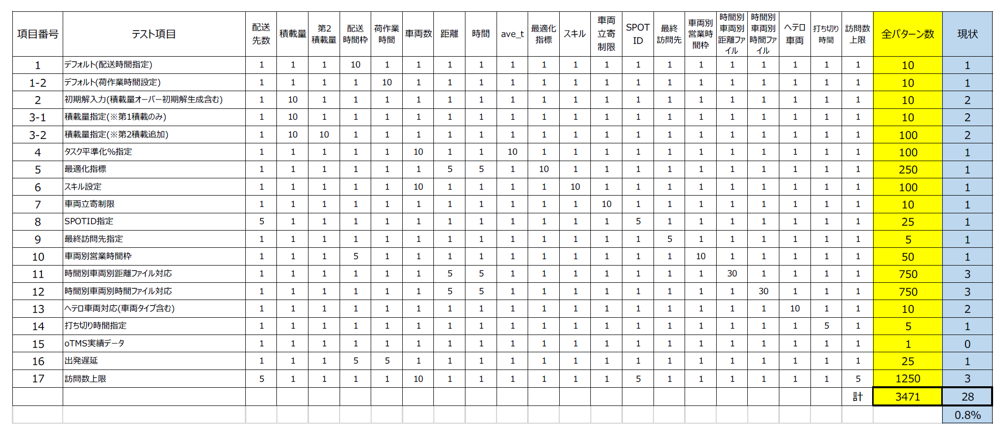 項目番号 テスト項目 配送先数 積載量 第2積載量 配送時間枠 荷作業時間 車両数 距離 時間 ave_t 最適化指標 スキル 車両立寄制限 SPOTID 最終訪問先 車両別営業時間枠 時間別車両別距離ファイル 時間別車両別時間ファイル ヘテロ車両 打ち切り時間 訪問数上限 全パターン数 現状
1 デフォルト(配送時間指定) 1 1 1 10 1 1 1 1 1 1 1 1 1 1 1 1 1 1 1 1 10 1
1-2 デフォルト(荷作業時間設定) 1 1 1 1 10 1 1 1 1 1 1 1 1 1 1 1 1 1 1 1 10 1
2 初期解入力(積載量オーバー初期解生成含む) 1 10 1 1 1 1 1 1 1 1 1 1 1 1 1 1 1 1 1 1 10 2
3-1 積載量指定(※第1積載のみ) 1 10 1 1 1 1 1 1 1 1 1 1 1 1 1 1 1 1 1 1 10 2
3-2 積載量指定(※第2積載追加) 1 10 10 1 1 1 1 1 1 1 1 1 1 1 1 1 1 1 1 1 100 2
4 タスク平準化%指定 1 1 1 1 1 10 1 1 10 1 1 1 1 1 1 1 1 1 1 1 100 1
5 最適化指標 1 1 1 1 1 1 5 5 1 10 1 1 1 1 1 1 1 1 1 1 250 1
6 スキル設定 1 1 1 1 1 10 1 1 1 1 10 1 1 1 1 1 1 1 1 1 100 1
7 車両立寄制限 1 1 1 1 1 1 1 1 1 1 1 10 1 1 1 1 1 1 1 1 10 1
8 SPOTID指定 5 1 1 1 1 1 1 1 1 1 1 1 5 1 1 1 1 1 1 1 25 1
9 最終訪問先指定 1 1 1 1 1 1 1 1 1 1 1 1 1 5 1 1 1 1 1 1 5 1
10 車両別営業時間枠 1 1 1 5 1 1 1 1 1 1 1 1 1 1 10 1 1 1 1 1 50 1
11 時間別車両別距離ファイル対応 1 1 1 1 1 1 5 5 1 1 1 1 1 1 1 30 1 1 1 1 750 3
12 時間別車両別時間ファイル対応 1 1 1 1 1 1 5 5 1 1 1 1 1 1 1 1 30 1 1 1 750 3
13 ヘテロ車両対応(車両タイプ含む) 1 1 1 1 1 1 1 1 1 1 1 1 1 1 1 1 1 10 1 1 10 2
14 打ち切り時間指定 1 1 1 1 1 1 1 1 1 1 1 1 1 1 1 1 1 1 5 1 5 1
15 oTMS実績データ 1 1 1 1 1 1 1 1 1 1 1 1 1 1 1 1 1 1 1 1 1 0
16 出発遅延 1 1 1 5 5 1 1 1 1 1 1 1 1 1 1 1 1 1 1 1 25 1
17 訪問数上限 5 1 1 1 1 10 1 1 1 1 1 1 5 1 1 1 1 1 1 5 1250 3
計 3471 28
0.8%